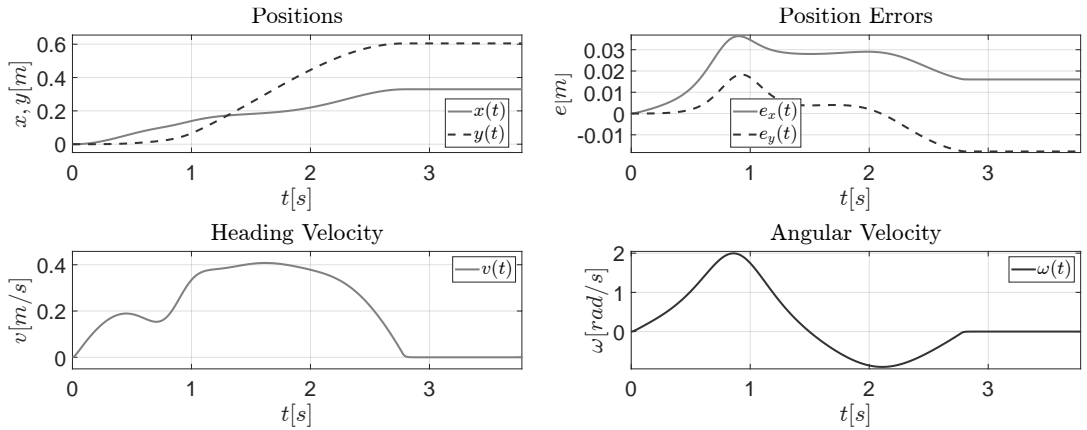 Positions
x, y[m]
0.6
0.4
0.2
0
x(t)
y(t)
0 1 2 3
t[s]
Position Errors
e[m]
0.03
0.02
0.01
0
-0.01
e_x(t)
e_y(t)
0 1 2 3
t[s]
Heading Velocity
v[m/s]
0.4
0.2
0
v(t)
0 1 2 3
t[s]
Angular Velocity
ω[rad/s]
2
1
0
ω(t)
0 1 2 3
t[s]